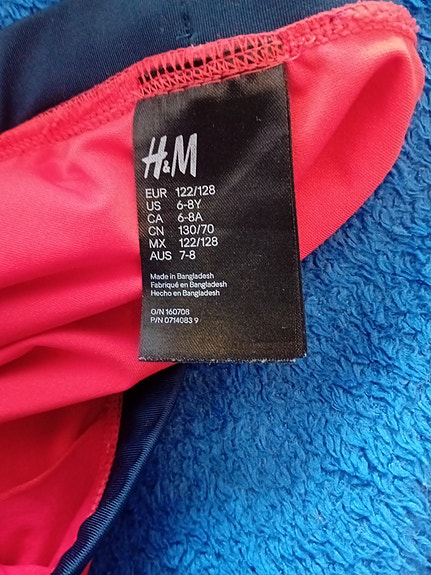 H&M
EUR 122/128
US 6-8Y
CA 6-8A
CN 130/70
MX 122/128
AUS 7-8
Made in Bangladesh
Fabriqué en Bangladesh
Hecho en Bangladesh
O/N 160708
P/N 0714083 9